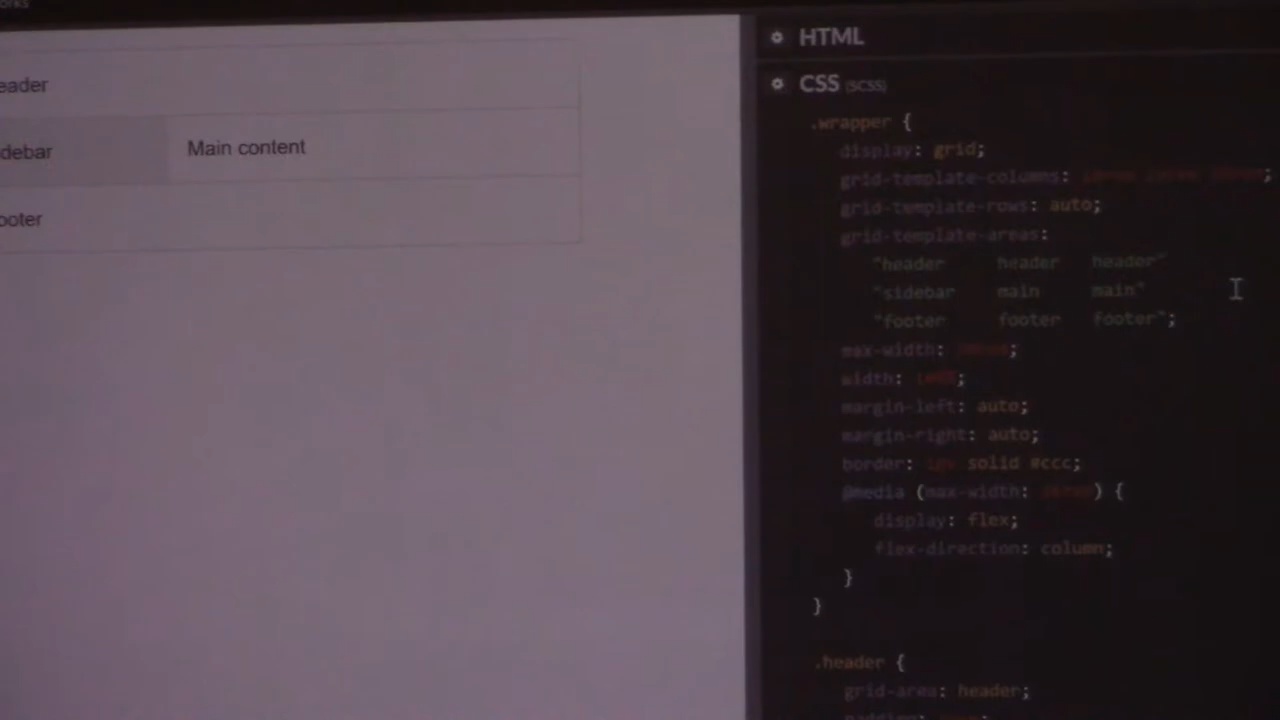 orks
eader
debar
Main content
ooter
HTML
CSS (SCSS)
.wrapper {
display: grid;
grid-template-columns: ;
grid-template-rows: auto;
grid-template-areas:
"header header header"
"sidebar main main"
"footer footer footer";
max-width: ;
width: ;
margin-left: auto;
margin-right: auto;
border: solid #ccc;
@media (max-width: ) {
display: flex;
flex-direction: column;
}
}
.header {
grid-area: header;